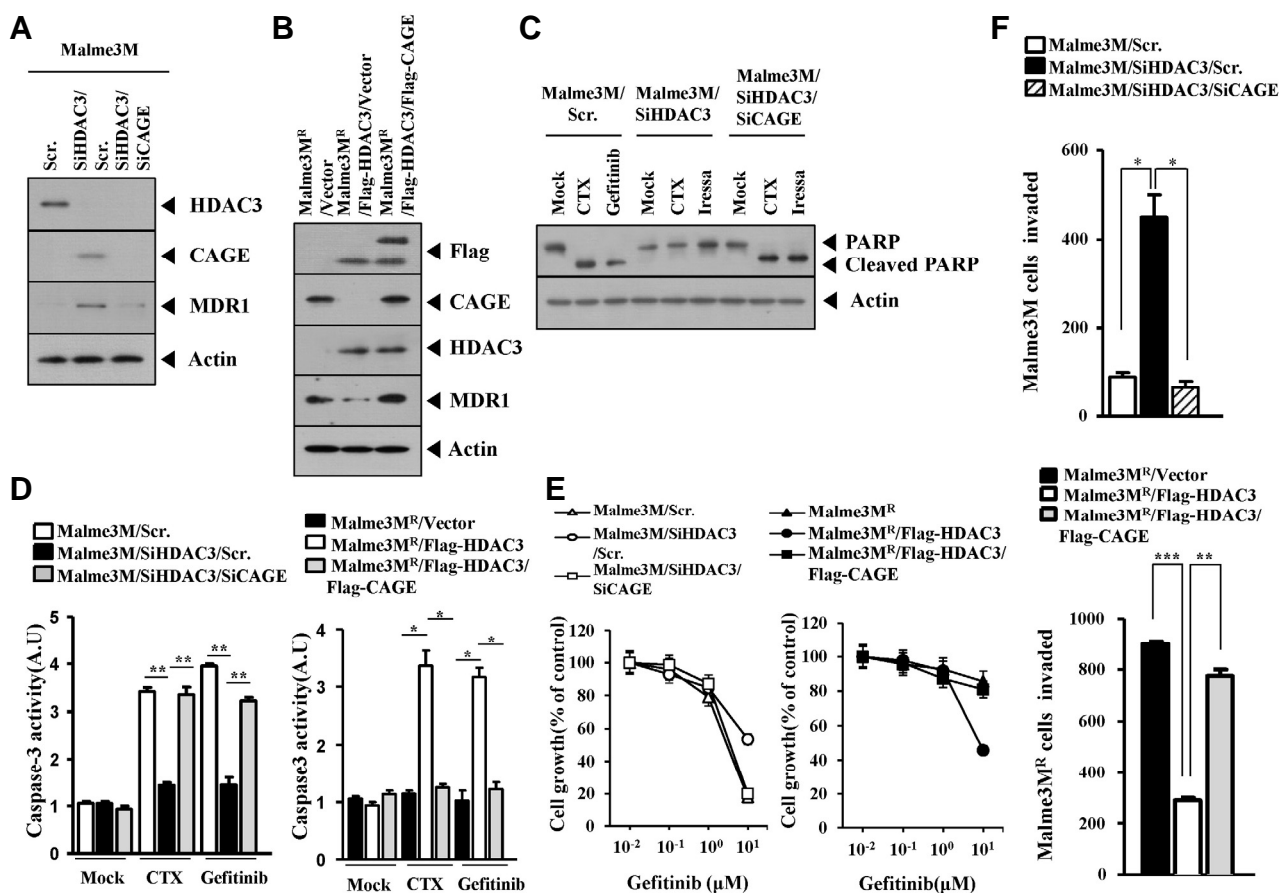 A
Malme3M
Scr.
SiHDAC3/
Scr.
SiHDAC3/
SiCAGE
HDAC3
CAGE
MDR1
Actin
B
Malme3Mᴿ
/Vector
Malme3Mᴿ
/Flag-HDAC3/Vector
Malme3Mᴿ
/Flag-HDAC3/Flag-CAGE
Flag
CAGE
HDAC3
MDR1
Actin
C
Malme3M/
Scr.
Malme3M/
SiHDAC3
Malme3M/
SiHDAC3/
SiCAGE
Mock
CTX
Gefitinib
Mock
CTX
Iressa
Mock
CTX
Iressa
PARP
Cleaved PARP
Actin
D
Malme3M/Scr.
Malme3M/SiHDAC3/Scr.
Malme3M/SiHDAC3/SiCAGE
Caspase-3 activity(A.U)
5
4
3
2
1
0
** **
**
**
Mock
CTX
Gefitinib
Malme3Mᴿ/Vector
Malme3Mᴿ/Flag-HDAC3
Malme3Mᴿ/Flag-HDAC3/
Flag-CAGE
Caspase3 activity(A.U)
4
3
2
1
0
* *
* *
Mock
CTX
Gefitinib
E
Malme3M/Scr.
Malme3M/SiHDAC3
/Scr.
Malme3M/SiHDAC3/
SiCAGE
Cell growth(% of control)
120
100
80
60
40
20
0
10⁻² 10⁻¹ 10⁰ 10¹
Gefitinib (µM)
Malme3Mᴿ
Malme3Mᴿ/Flag-HDAC3
Malme3Mᴿ/Flag-HDAC3/
Flag-CAGE
Cell growth(% of control)
120
100
80
60
40
20
0
10⁻² 10⁻¹ 10⁰ 10¹
Gefitinib(µM)
F
Malme3M/Scr.
Malme3M/SiHDAC3/Scr.
Malme3M/SiHDAC3/SiCAGE
Malme3M cells invaded
600
400
200
0
* *
Malme3Mᴿ/Vector
Malme3Mᴿ/Flag-HDAC3
Malme3Mᴿ/Flag-HDAC3/
Flag-CAGE
Malme3Mᴿ cells invaded
1000
800
600
400
200
0
*** **